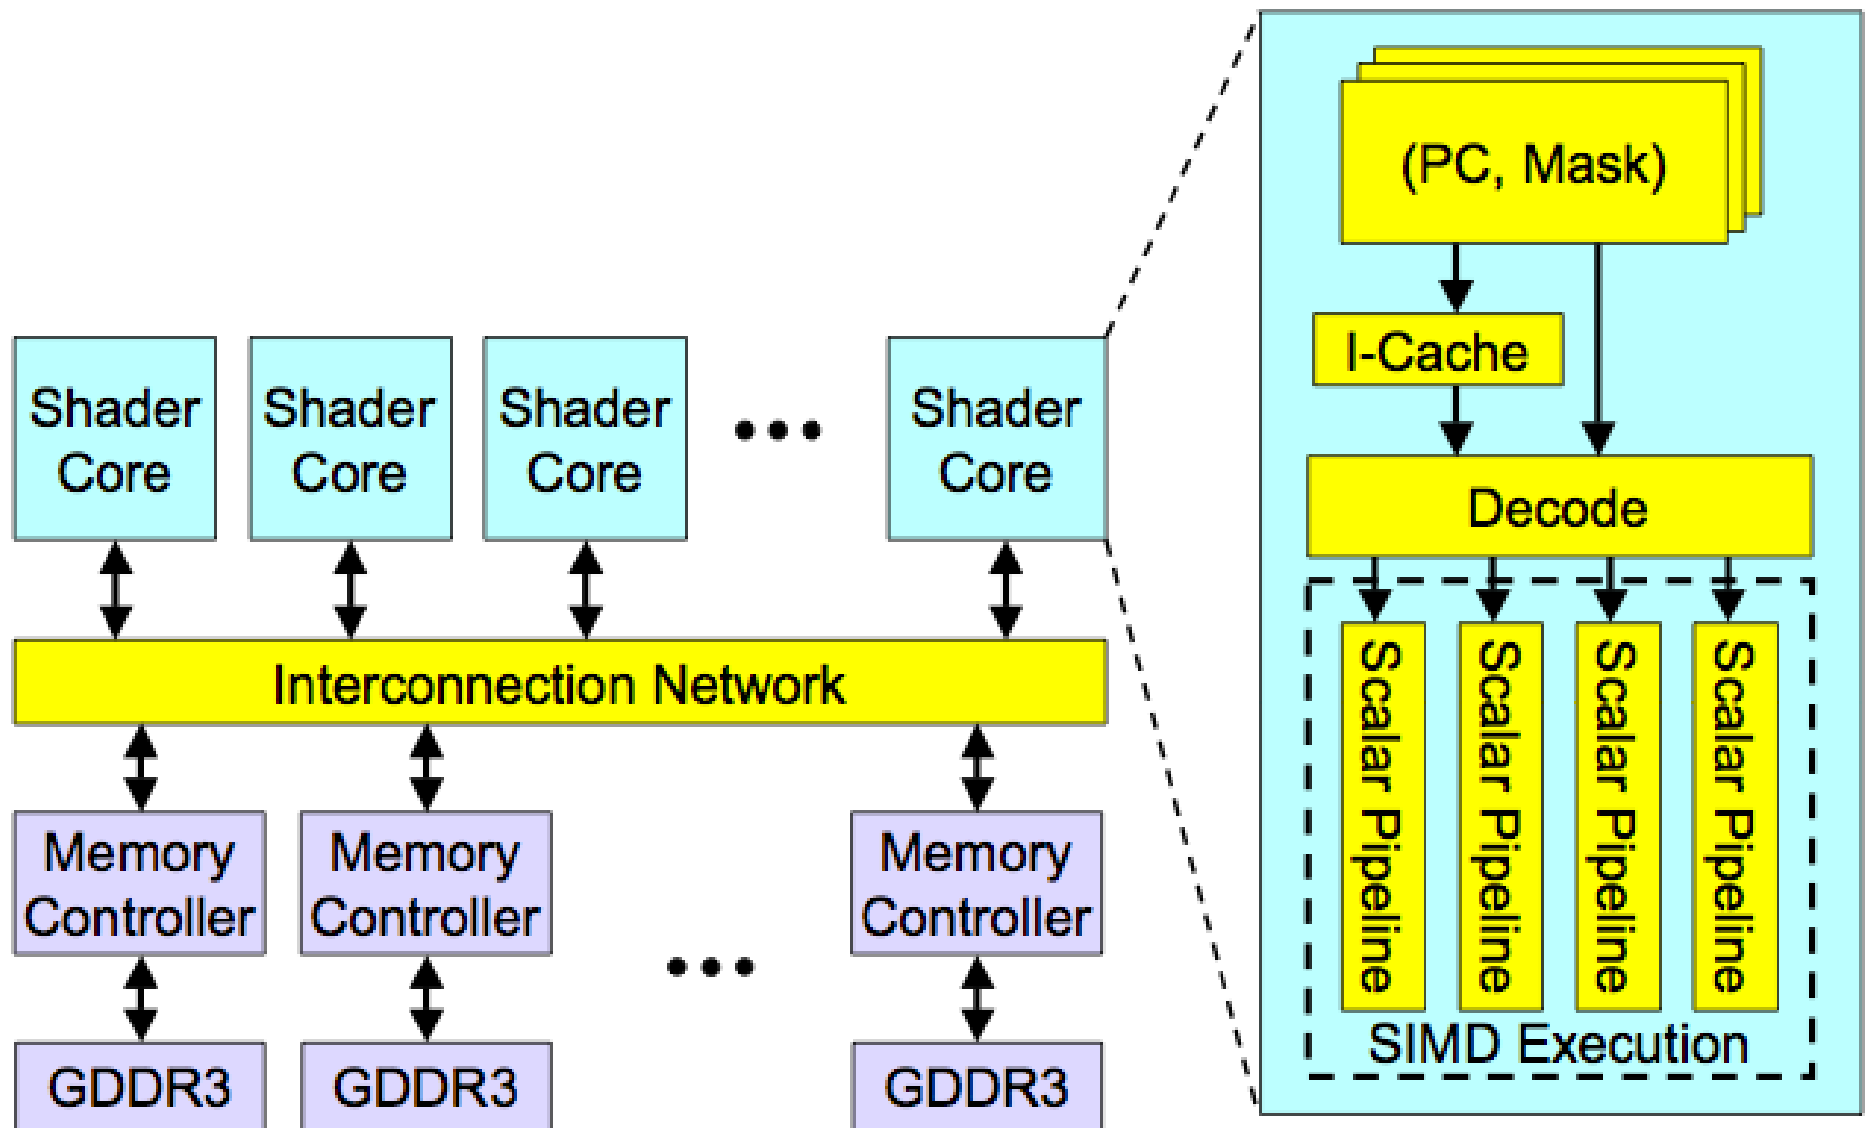 Shader
Core
Shader
Core
Shader
Core
Shader
Core
Interconnection Network
Memory
Controller
Memory
Controller
Memory
Controller
GDDR3
GDDR3
GDDR3
(PC, Mask)
I-Cache
Decode
Scalar Pipeline
Scalar Pipeline
Scalar Pipeline
Scalar Pipeline
SIMD Execution